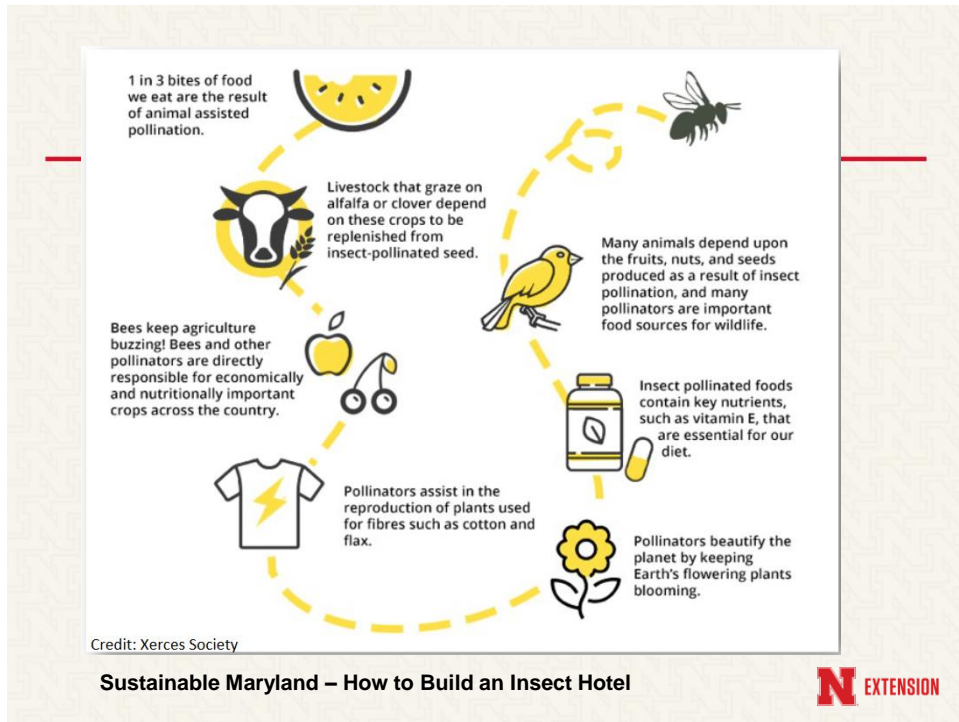 1 in 3 bites of food
we eat are the result
of animal assisted
pollination.
Livestock that graze on
alfalfa or clover depend
on these crops to be
replenished from
insect-pollinated seed.
Bees keep agriculture
buzzing! Bees and other
pollinators are directly
responsible for economically
and nutritionally important
crops across the country.
Pollinators assist in the
reproduction of plants used
for fibres such as cotton and
flax.
Many animals depend upon
the fruits, nuts, and seeds
produced as a result of insect
pollination, and many
pollinators are important
food sources for wildlife.
Insect pollinated foods
contain key nutrients,
such as vitamin E, that
are essential for our
diet.
Pollinators beautify the
planet by keeping
Earth's flowering plants
blooming.
Credit: Xerces Society
Sustainable Maryland – How to Build an Insect Hotel
N EXTENSION